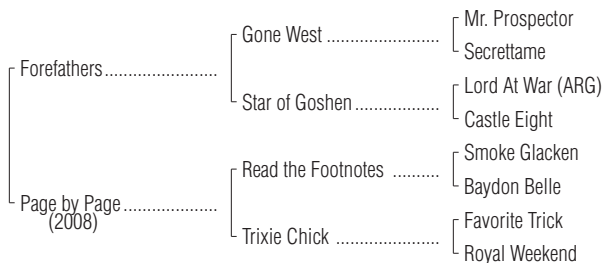 Mr. Prospector
Gone West ................................
Secrettame
Forefathers................................
Lord At War (ARG)
Star of Goshen ........................
Castle Eight
Smoke Glacken
Read the Footnotes .............
Baydon Belle
Page by Page ..........................
(2008)
Favorite Trick
Trixie Chick .............................
Royal Weekend